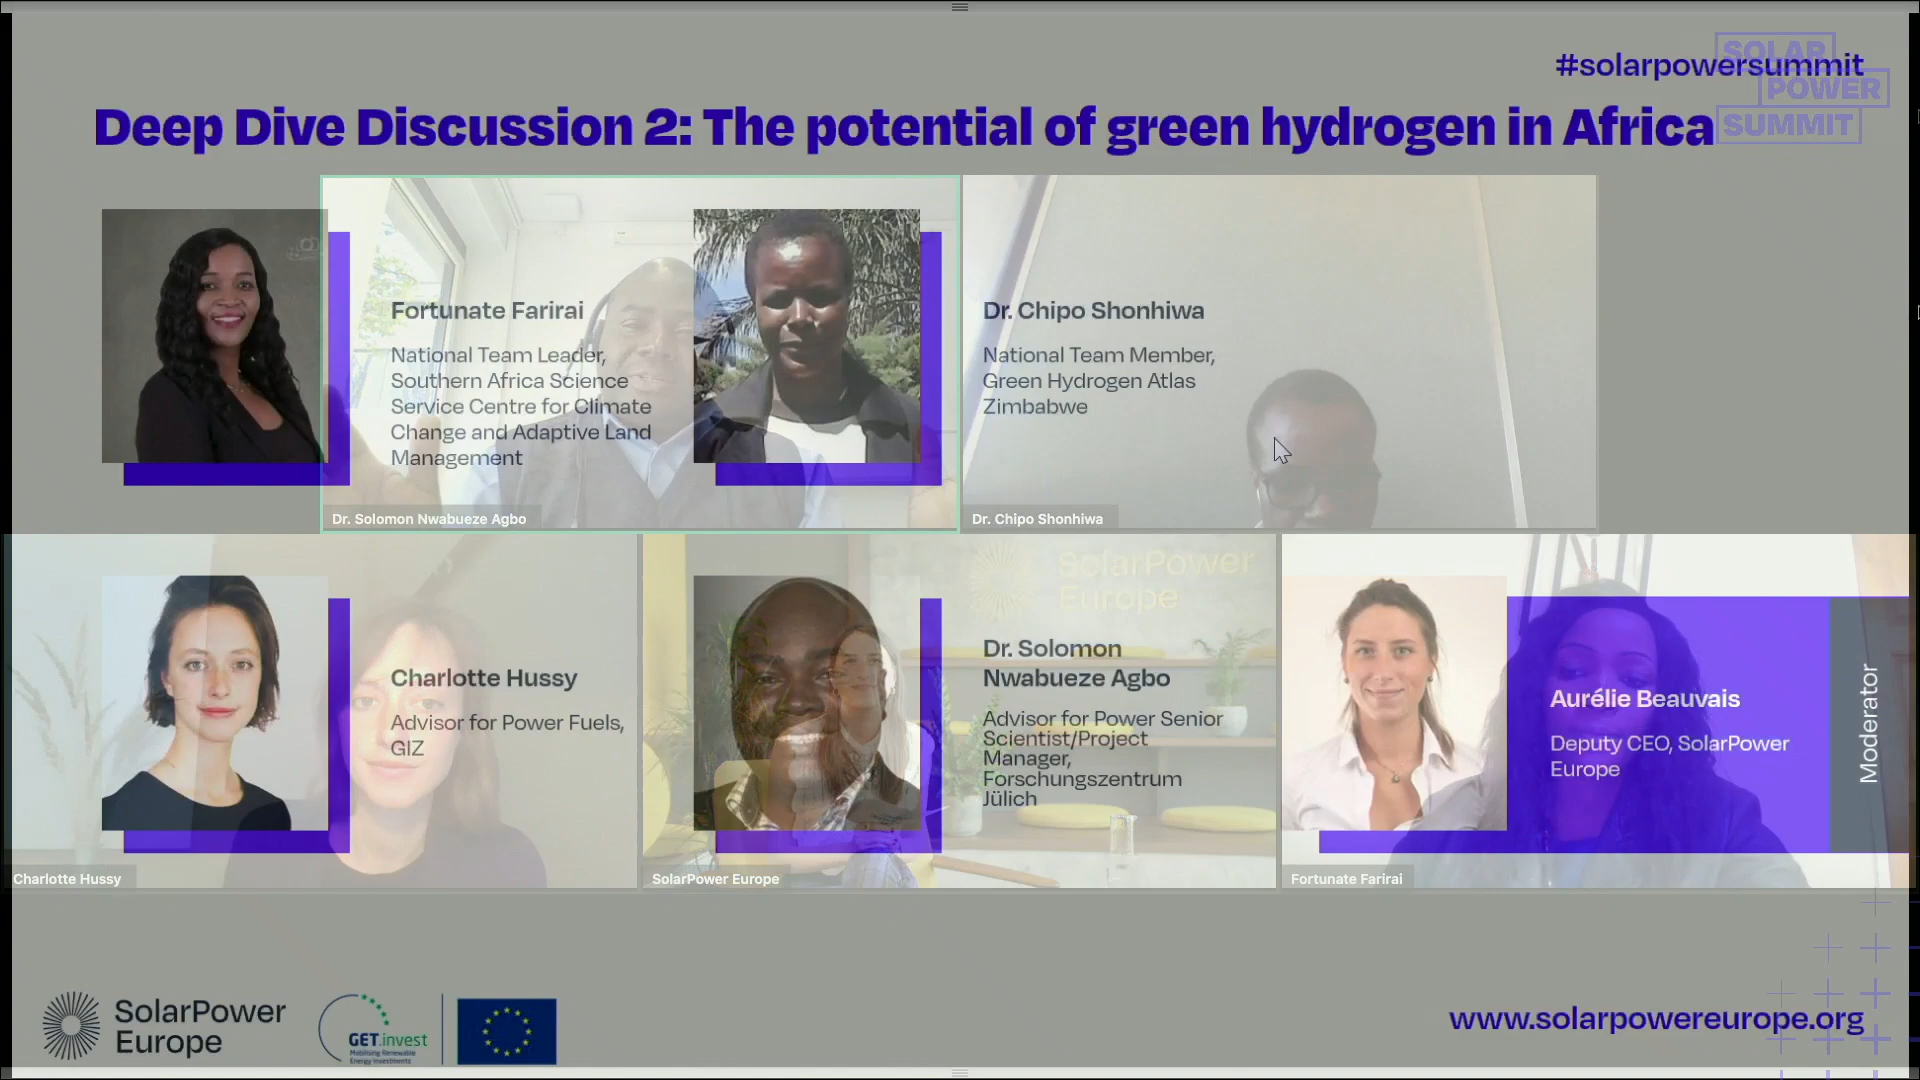 #solarpowersummit
SOLAR
POWER
SUMMIT
Deep Dive Discussion 2: The potential of green hydrogen in Africa
Fortunate Farirai
National Team Leader,
Southern Africa Science
Service Centre for Climate
Change and Adaptive Land
Management
Dr. Solomon Nwabueze Agbo
Dr. Chipo Shonhiwa
National Team Member,
Green Hydrogen Atlas
Zimbabwe
Dr. Chipo Shonhiwa
Charlotte Hussy
Advisor for Power Fuels,
GIZ
Charlotte Hussy
SolarPower
Europe
Dr. Solomon
Nwabueze Agbo
Advisor for Power Senior
Scientist/Project
Manager,
Forschungszentrum
Jülich
SolarPower Europe
Aurélie Beauvais
Deputy CEO, SolarPower
Europe
Moderator
Fortunate Farirai
SolarPower
Europe
GET.invest
Mobilising Renewable
Energy Investments
www.solarpowereurope.org